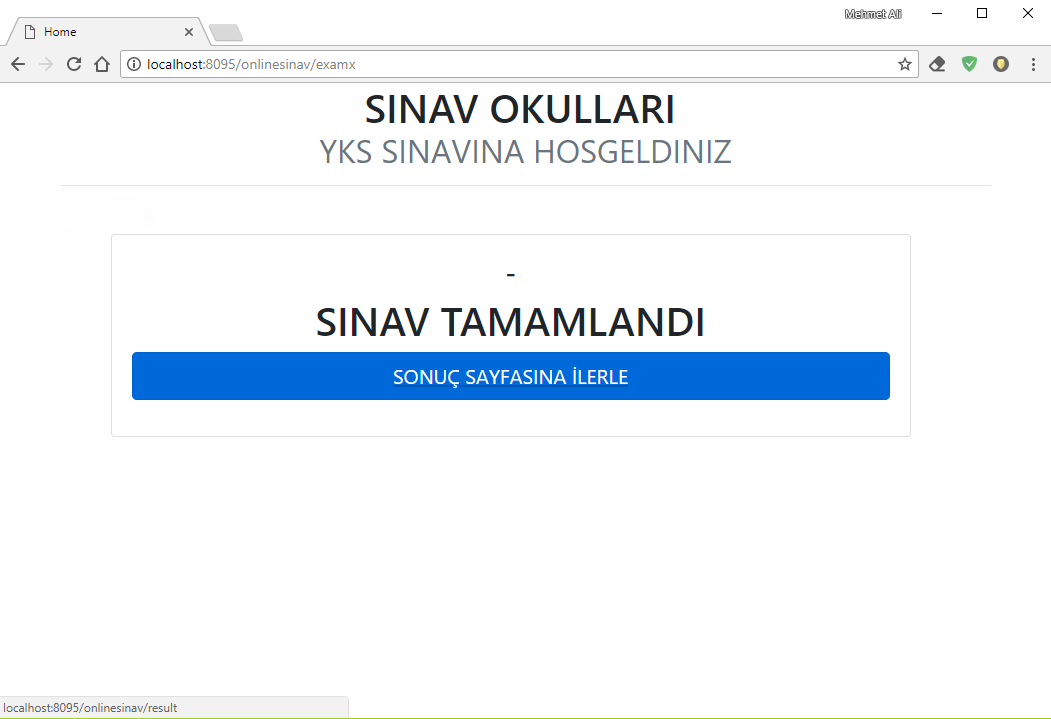 Mehmet Ali
Home
localhost:8095/onlinesinav/examx
SINAV OKULLARI
YKS SINAVINA HOSGELDINIZ
-
SINAV TAMAMLANDI
SONUÇ SAYFASINA İLERLE
localhost:8095/onlinesinav/result